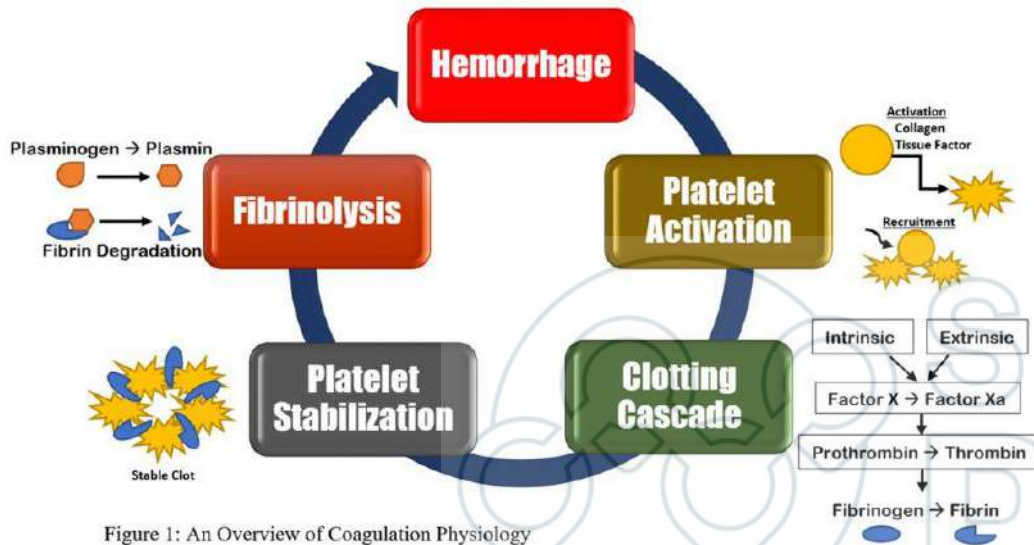 Hemorrhage
Activation
Collagen
Tissue Factor
Platelet
Activation
Recruitment
Intrinsic
Extrinsic
Factor X → Factor Xa
Prothrombin → Thrombin
Fibrinogen → Fibrin
Clotting
Cascade
Platelet
Stabilization
Stable Clot
Fibrinolysis
Plasminogen → Plasmin
Fibrin Degradation
S
D
Figure 1: An Overview of Coagulation Physiology